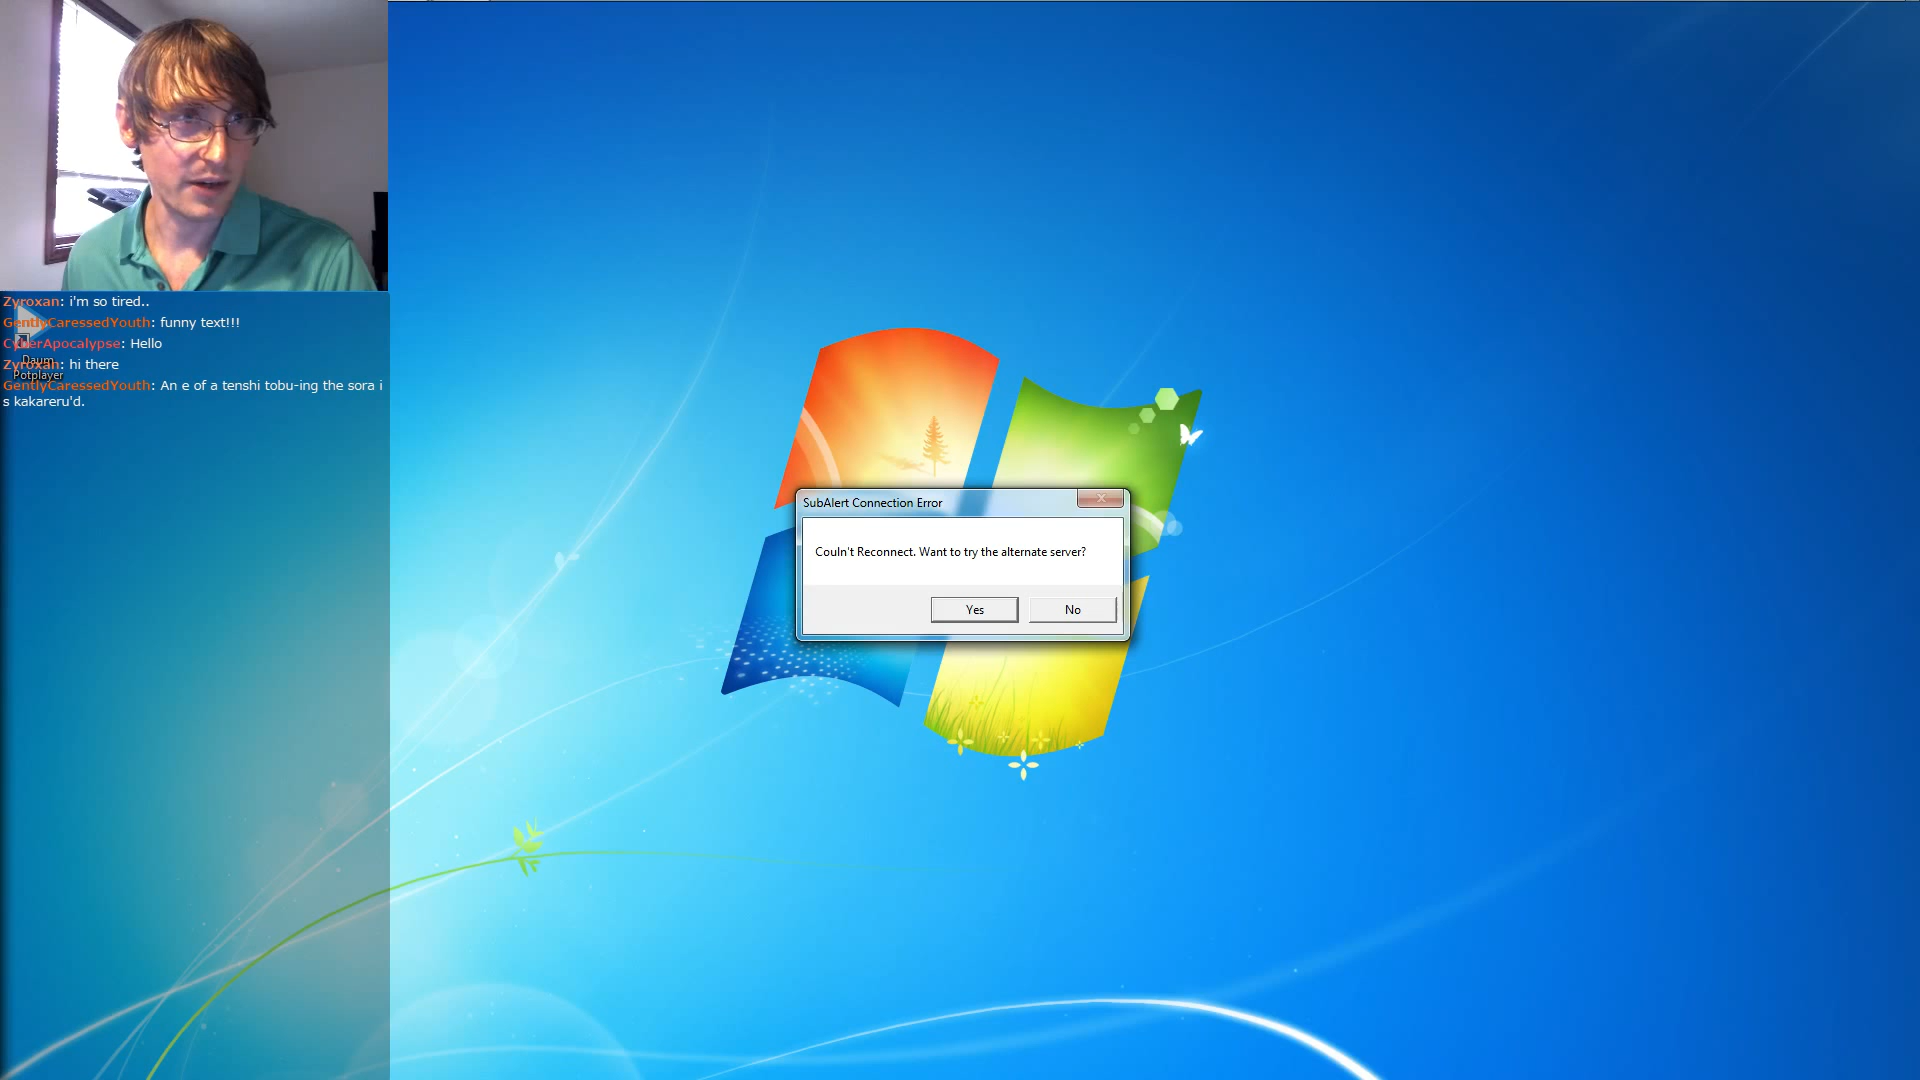 Zyroxan: i'm so tired..
GentlyCaressedYouth: funny text!!!
CyberApocalypse: Hello
Daum
Zyroxan: hi there
Potplayer
GentlyCaressedYouth: An e of a tenshi tobu-ing the sora i
s kakareru'd.
SubAlert Connection Error
Couln't Reconnect. Want to try the alternate server?
Yes
No